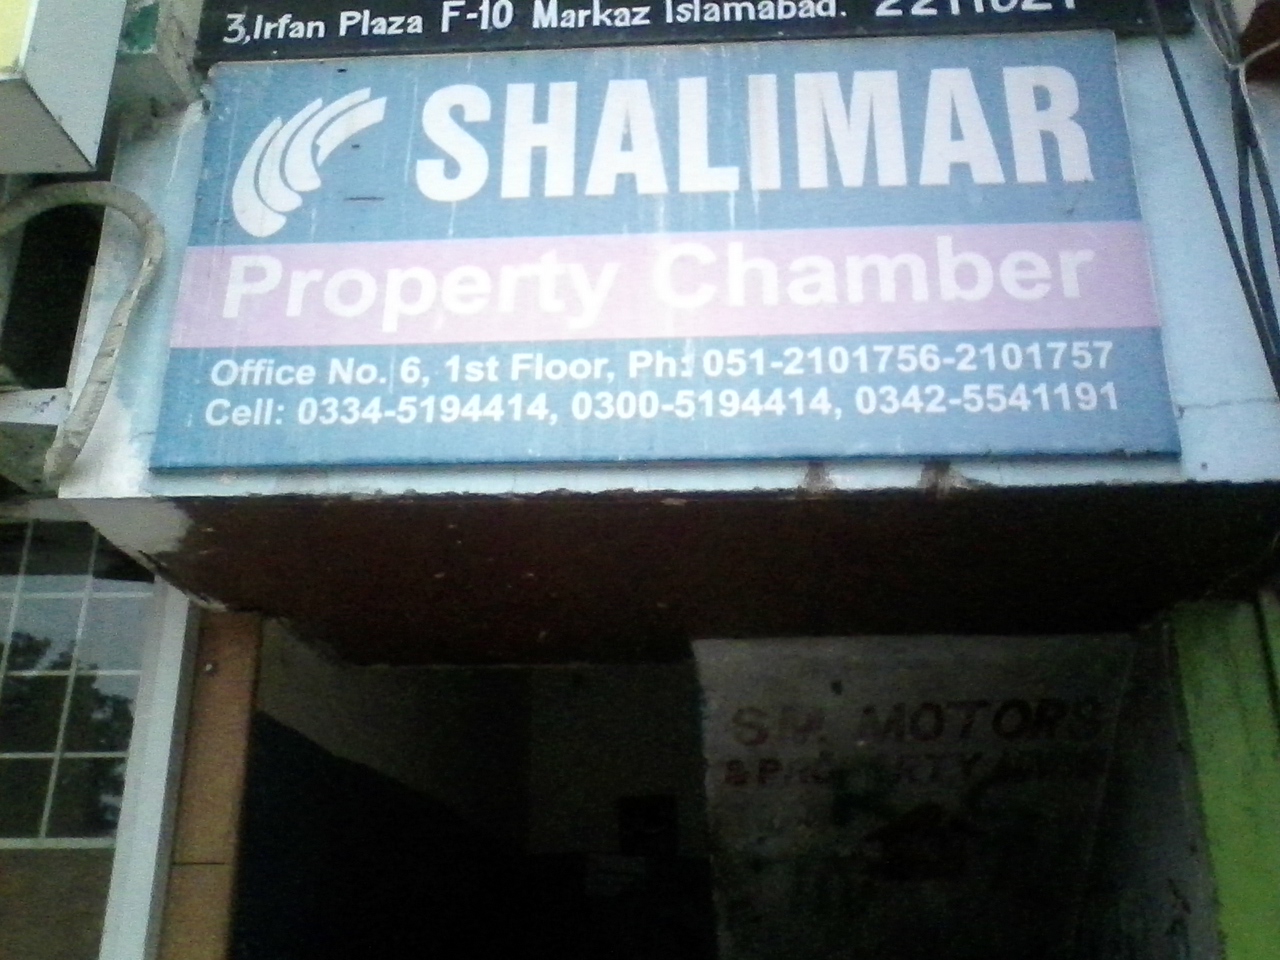 3,Irfan Plaza F-10 Markaz Islamabad.
SHALIMAR
Property Chamber
Office No. 6, 1st Floor, Ph: 051-2101756-2101757
Cell: 0334-5194414, 0300-5194414, 0342-5541191
SM MOTORS